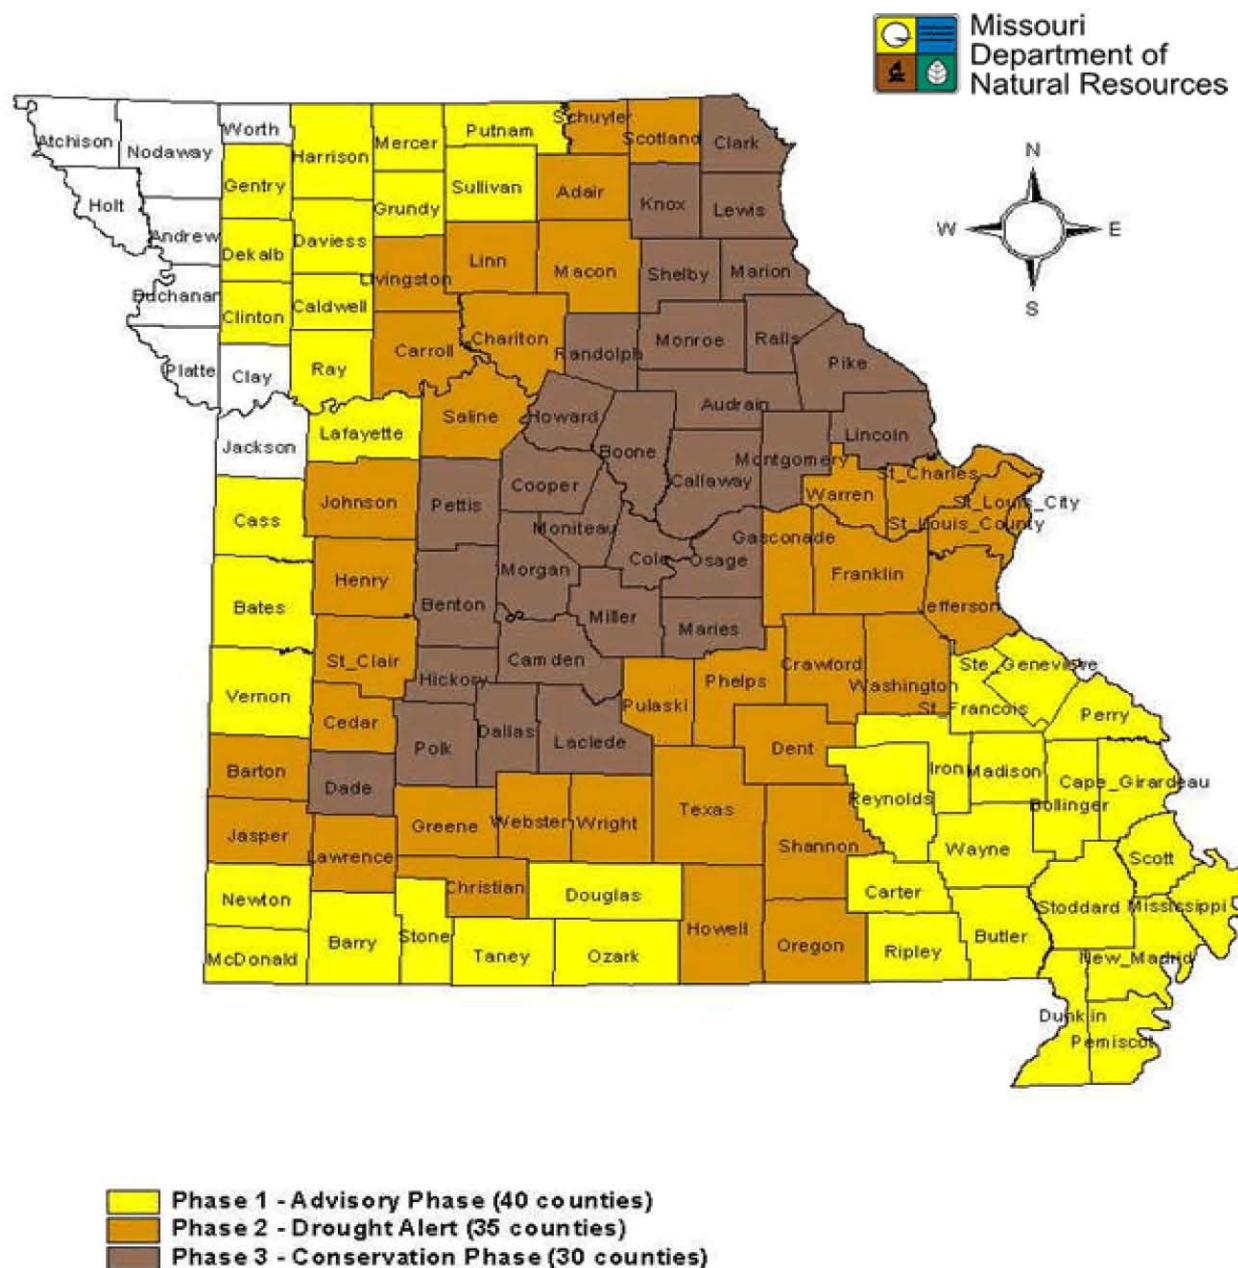 Missouri
Department of
Natural Resources
N
W E
S
Atchison
Nodaway
Worth
Harrison
Mercer
Putnam
Schuyler
Scotland
Clark
Holt
Gentry
Grundy
Sullivan
Adair
Knox
Lewis
Andrew
Dekalb
Daviess
Livingston
Linn
Macon
Shelby
Marion
Buchanan
Clinton
Caldwell
Carroll
Chariton
Randolph
Monroe
Ralls
Pike
Platte
Clay
Ray
Saline
Howard
Audrain
Jackson
Lafayette
Boone
Callaway
Montgomery
Lincoln
Cass
Johnson
Pettis
Cooper
Moniteau
Cole
Osage
Gasconade
Warren
St_Charles
St_Louis_City
St_Louis_County
Bates
Henry
Benton
Morgan
Miller
Maries
Franklin
Jefferson
Vernon
St_Clair
Hickory
Camden
Pulaski
Phelps
Crawford
Washington
Ste_Genevieve
St_Francois
Perry
Barton
Cedar
Polk
Dallas
Laclede
Dent
Iron
Madison
Cape_Girardeau
Bollinger
Reynolds
Dade
Jasper
Lawrence
Greene
Webster
Wright
Texas
Shannon
Wayne
Scott
Newton
Christian
Douglas
Howell
Carter
Stoddard
Mississippi
McDonald
Barry
Stone
Taney
Ozark
Oregon
Ripley
Butler
New_Madrid
Dunklin
Pemiscot
Phase 1 - Advisory Phase (40 counties)
Phase 2 - Drought Alert (35 counties)
Phase 3 - Conservation Phase (30 counties)